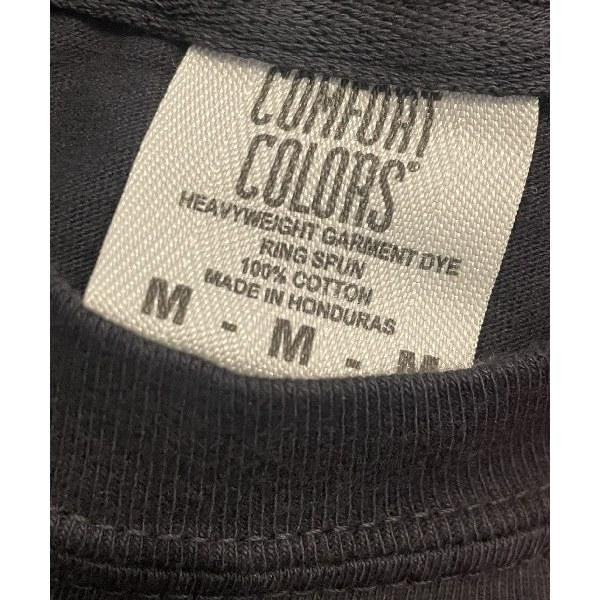 COMFORT
COLORS®
HEAVYWEIGHT GARMENT DYE
RING SPUN
100% COTTON
MADE IN HONDURAS
M - M - M